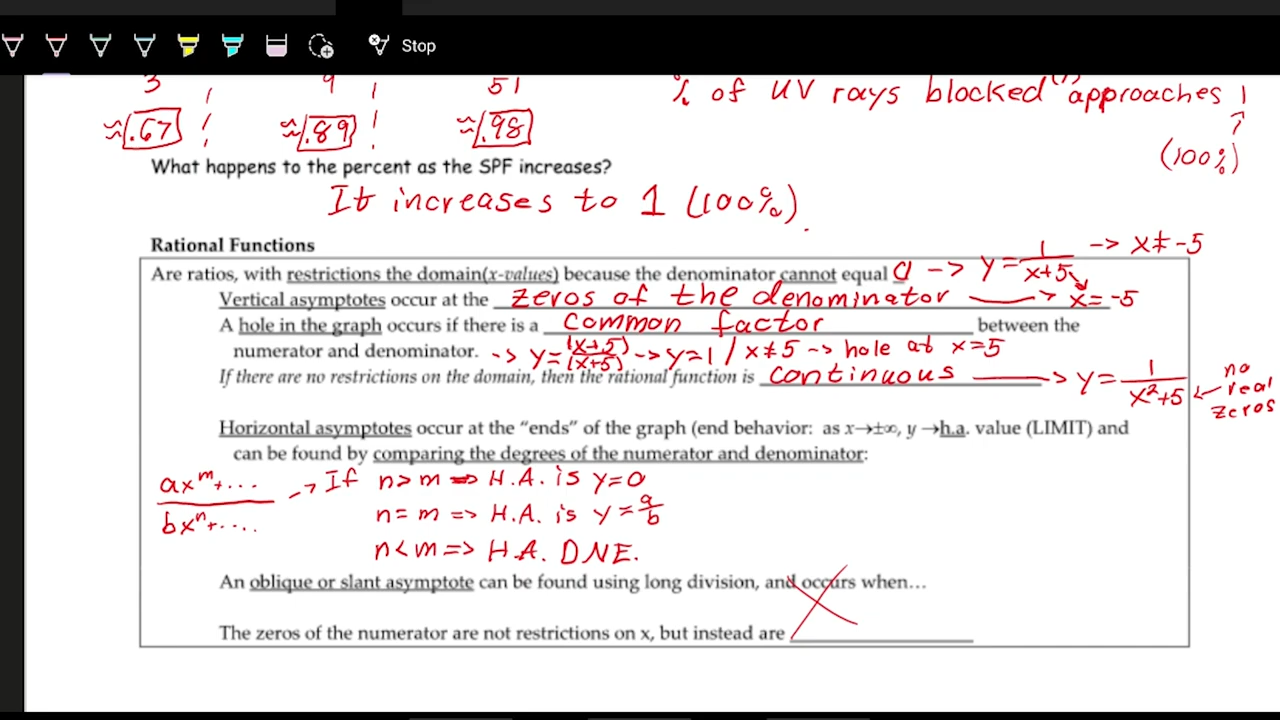 Stop
3 9 51
% of UV rays blocked approaches 1
≈ .67 ≈ .89 ≈ .98
(100%)
What happens to the percent as the SPF increases?
It increases to 1 (100%).
Rational Functions
Are ratios, with restrictions the domain(x-values) because the denominator cannot equal 0 -> y = 1/(x+5) -> x ≠ -5
Vertical asymptotes occur at the zeros of the denominator -> x = -5
A hole in the graph occurs if there is a common factor between the
numerator and denominator. -> y = (x+5)/(x+5) -> y = 1 / x ≠ 5 -> hole at x = 5
If there are no restrictions on the domain, then the rational function is continuous -> y = 1/(x²+5) <- no real zeros
Horizontal asymptotes occur at the “ends” of the graph (end behavior: as x→±∞, y →h.a. value (LIMIT) and
can be found by comparing the degrees of the numerator and denominator:
axᵐ+... / bxⁿ+.... -> If n > m => H.A. is y = 0
n = m => H.A. is y = a/b
n < m => H.A. DNE.
An oblique or slant asymptote can be found using long division, and occurs when…
The zeros of the numerator are not restrictions on x, but instead are